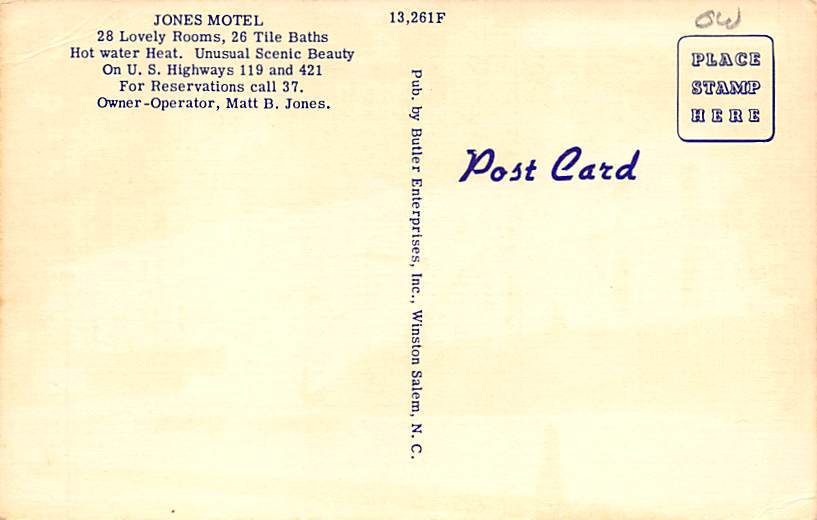 JONES MOTEL
28 Lovely Rooms, 26 Tile Baths
Hot water Heat. Unusual Scenic Beauty
On U. S. Highways 119 and 421
For Reservations call 37.
Owner-Operator, Matt B. Jones.
13,261F
Pub. by Butler Enterprises, Inc., Winston Salem, N. C.
Post Card
PLACE
STAMP
HERE